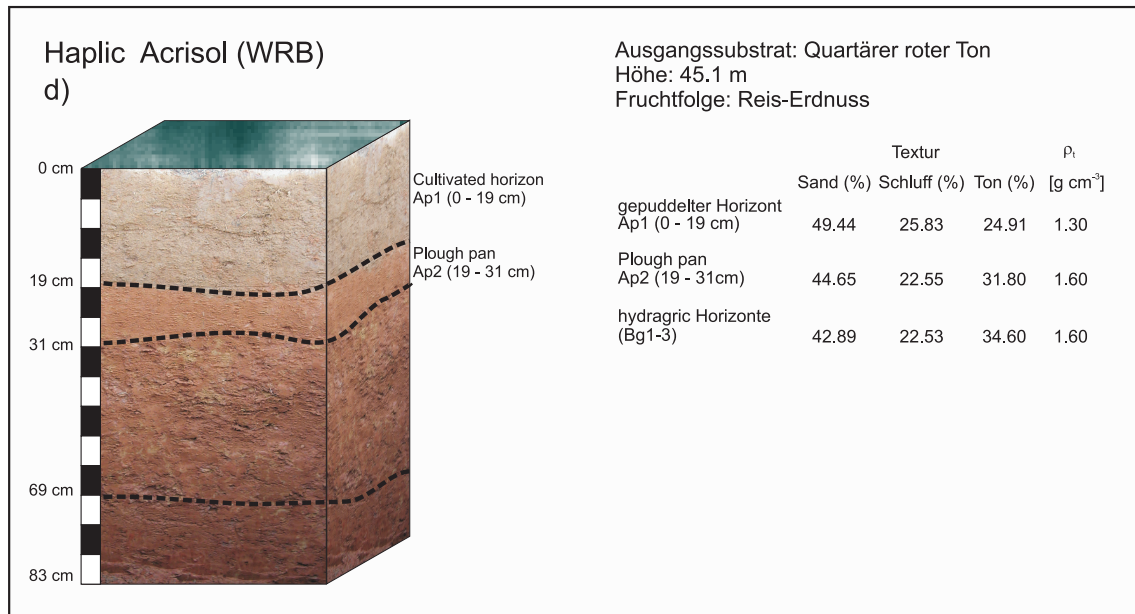 Haplic Acrisol (WRB)
d)
0 cm
19 cm
31 cm
69 cm
83 cm
Cultivated horizon
Ap1 (0 - 19 cm)
Plough pan
Ap2 (19 - 31 cm)
Ausgangssubstrat: Quartärer roter Ton
Höhe: 45.1 m
Fruchtfolge: Reis-Erdnuss
Textur ρt
Sand (%) Schluff (%) Ton (%) [g cm-3]
gepuddelter Horizont
Ap1 (0 - 19 cm) 49.44 25.83 24.91 1.30
Plough pan
Ap2 (19 - 31cm) 44.65 22.55 31.80 1.60
hydragric Horizonte
(Bg1-3) 42.89 22.53 34.60 1.60